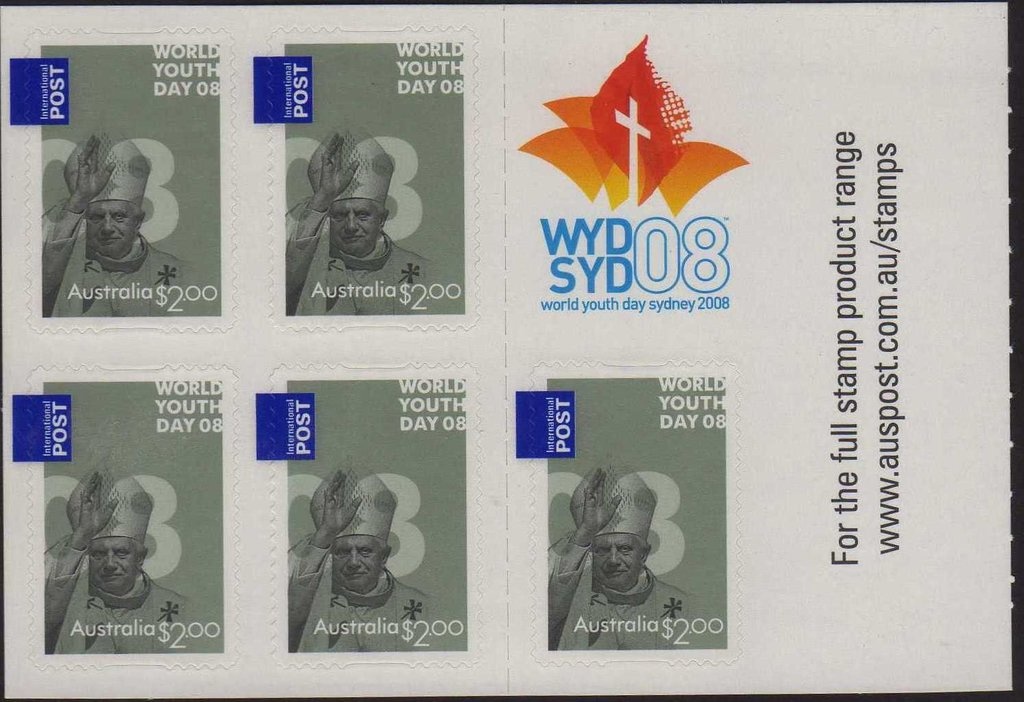 International
POST
WORLD
YOUTH
DAY 08
Australia $2.00
International
POST
WORLD
YOUTH
DAY 08
Australia $2.00
WYD
SYD08™
world youth day sydney 2008
International
POST
WORLD
YOUTH
DAY 08
Australia $2.00
International
POST
WORLD
YOUTH
DAY 08
Australia $2.00
International
POST
WORLD
YOUTH
DAY 08
Australia $2.00
For the full stamp product range
www.auspost.com.au/stamps